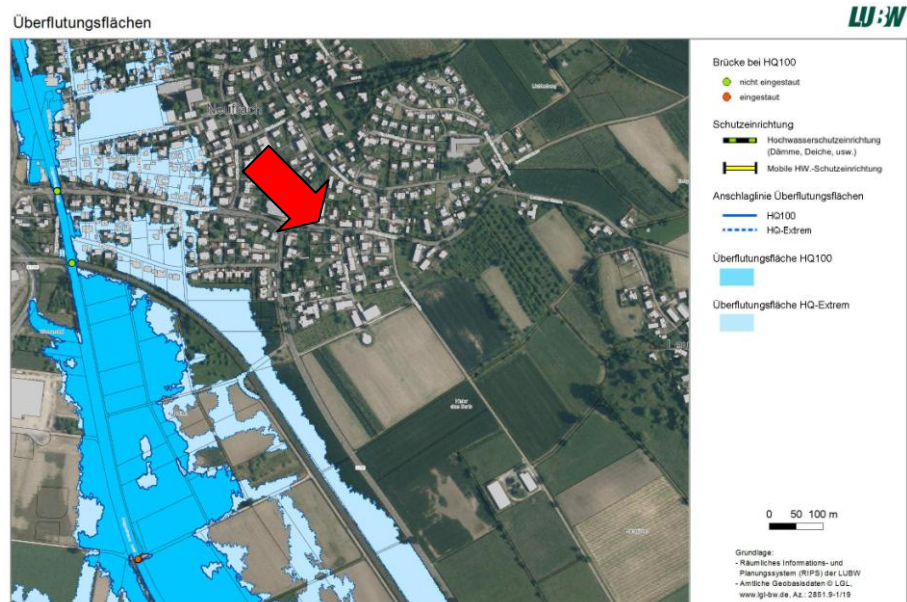 Überflutungsflächen
LUBW
Brücke bei HQ100
nicht eingestaut
eingestaut
Schutzeinrichtung
Hochwasserschutzeinrichtung
(Dämme, Deiche, usw.)
Mobile HW.-Schutzeinrichtung
Anschlaglinie Überflutungsflächen
HQ100
HQ-Extrem
Überflutungsfläche HQ100
Überflutungsfläche HQ-Extrem
0 50 100 m
Grundlage:
- Räumliches Informations- und
Planungssystem (RIPS) der LUBW
- Amtliche Geobasisdaten © LGL,
www.lgl-bw.de, Az.: 2851.9-1/19